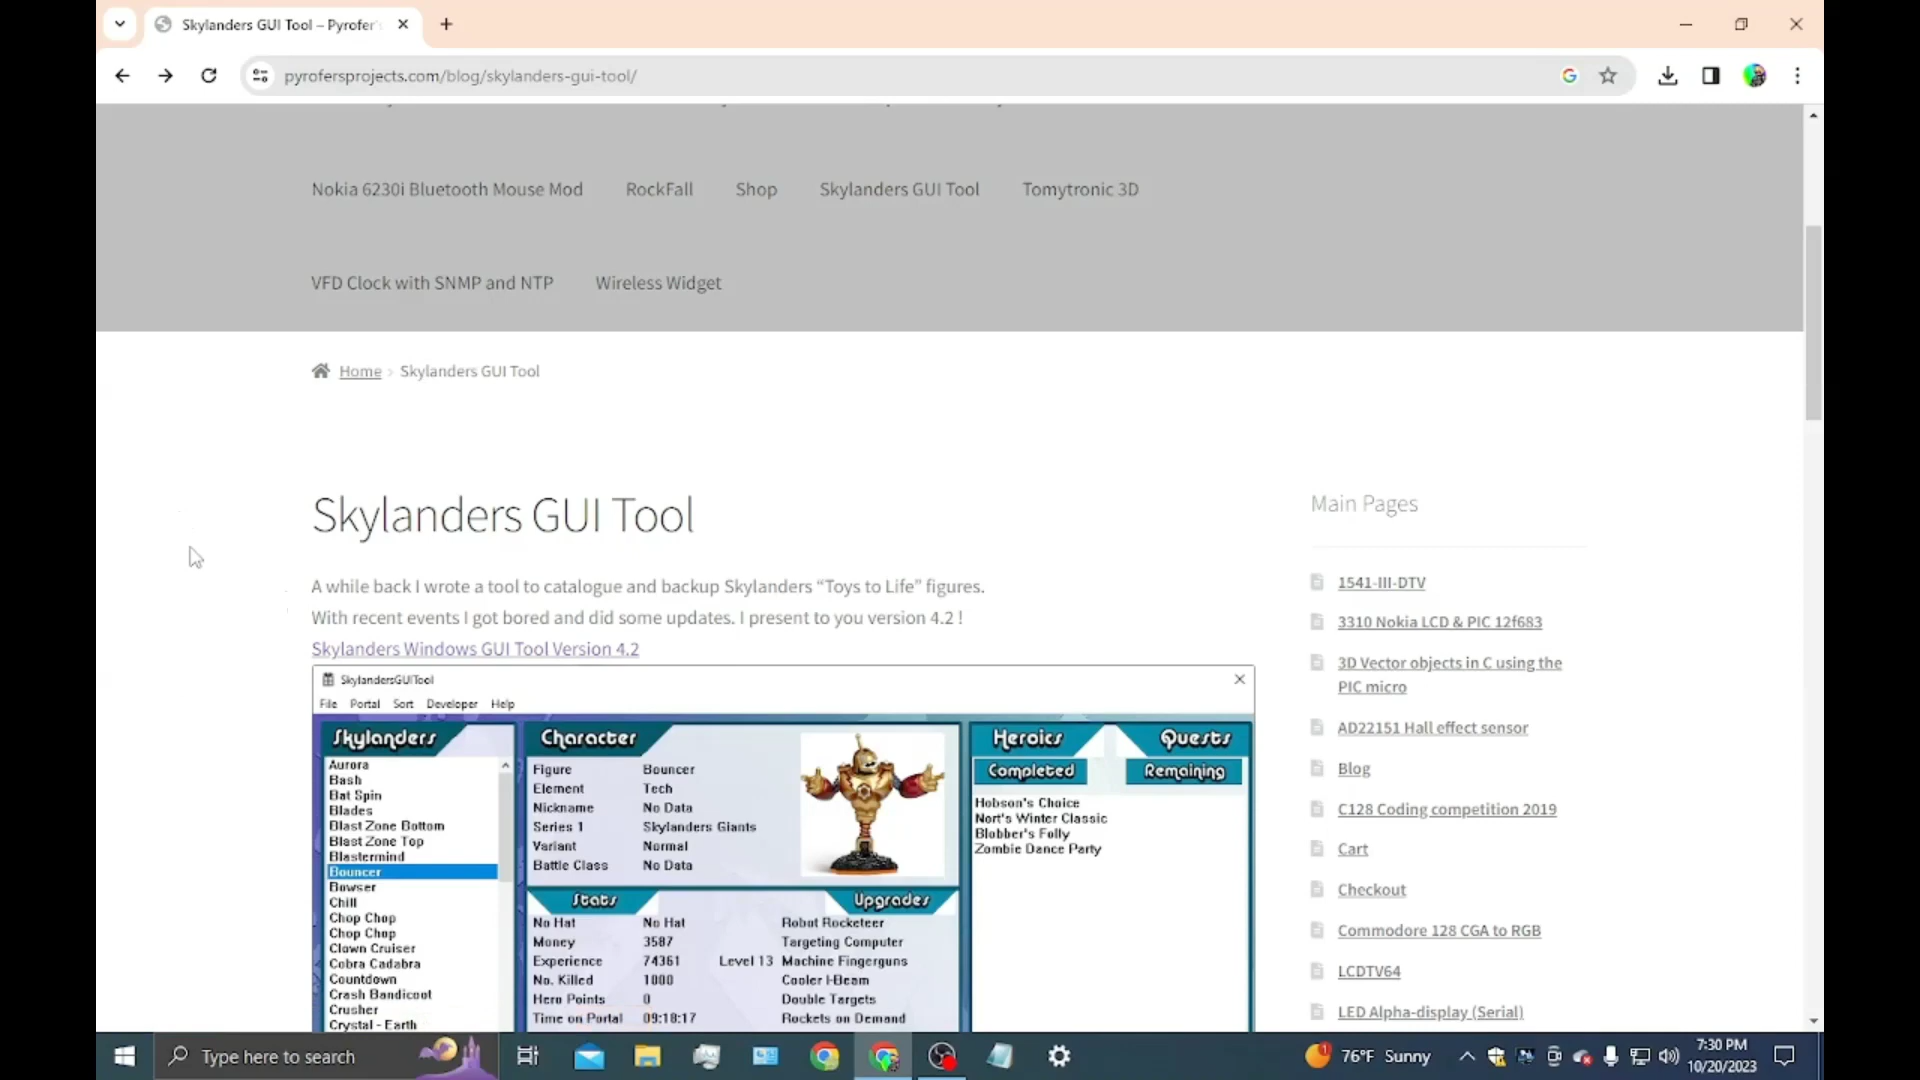 Skylanders GUI Tool – Pyrofer's
pyrofersprojects.com/blog/skylanders-gui-tool/
Nokia 6230i Bluetooth Mouse Mod RockFall Shop Skylanders GUI Tool Tomytronic 3D
VFD Clock with SNMP and NTP Wireless Widget
Home › Skylanders GUI Tool
Skylanders GUI Tool
A while back I wrote a tool to catalogue and backup Skylanders “Toys to Life” figures.
With recent events I got bored and did some updates. I present to you version 4.2 !
Skylanders Windows GUI Tool Version 4.2
SkylandersGUITool
File Portal Sort Developer Help
Skylanders
Aurora
Bash
Bat Spin
Blades
Blast Zone Bottom
Blast Zone Top
Blastermind
Bouncer
Bowser
Chill
Chop Chop
Chop Chop
Clown Cruiser
Cobra Cadabra
Countdown
Crash Bandicoot
Crusher
Crystal - Earth
Character
Figure Bouncer
Element Tech
Nickname No Data
Series 1 Skylanders Giants
Variant Normal
Battle Class No Data
Stats Upgrades
No Hat No Hat Robot Rocketeer
Money 3587 Targeting Computer
Experience 74361 Level 13 Machine Fingerguns
No. Killed 1000 Cooler I-Beam
Hero Points 0 Double Targets
Time on Portal 09:18:17 Rockets on Demand
Heroics Quests
Completed Remaining
Hobson's Choice
Nort's Winter Classic
Blobber's Folly
Zombie Dance Party
Main Pages
1541-III-DTV
3310 Nokia LCD & PIC 12f683
3D Vector objects in C using the
PIC micro
AD22151 Hall effect sensor
Blog
C128 Coding competition 2019
Cart
Checkout
Commodore 128 CGA to RGB
LCDTV64
LED Alpha-display (Serial)
Type here to search
76°F Sunny
7:30 PM
10/20/2023